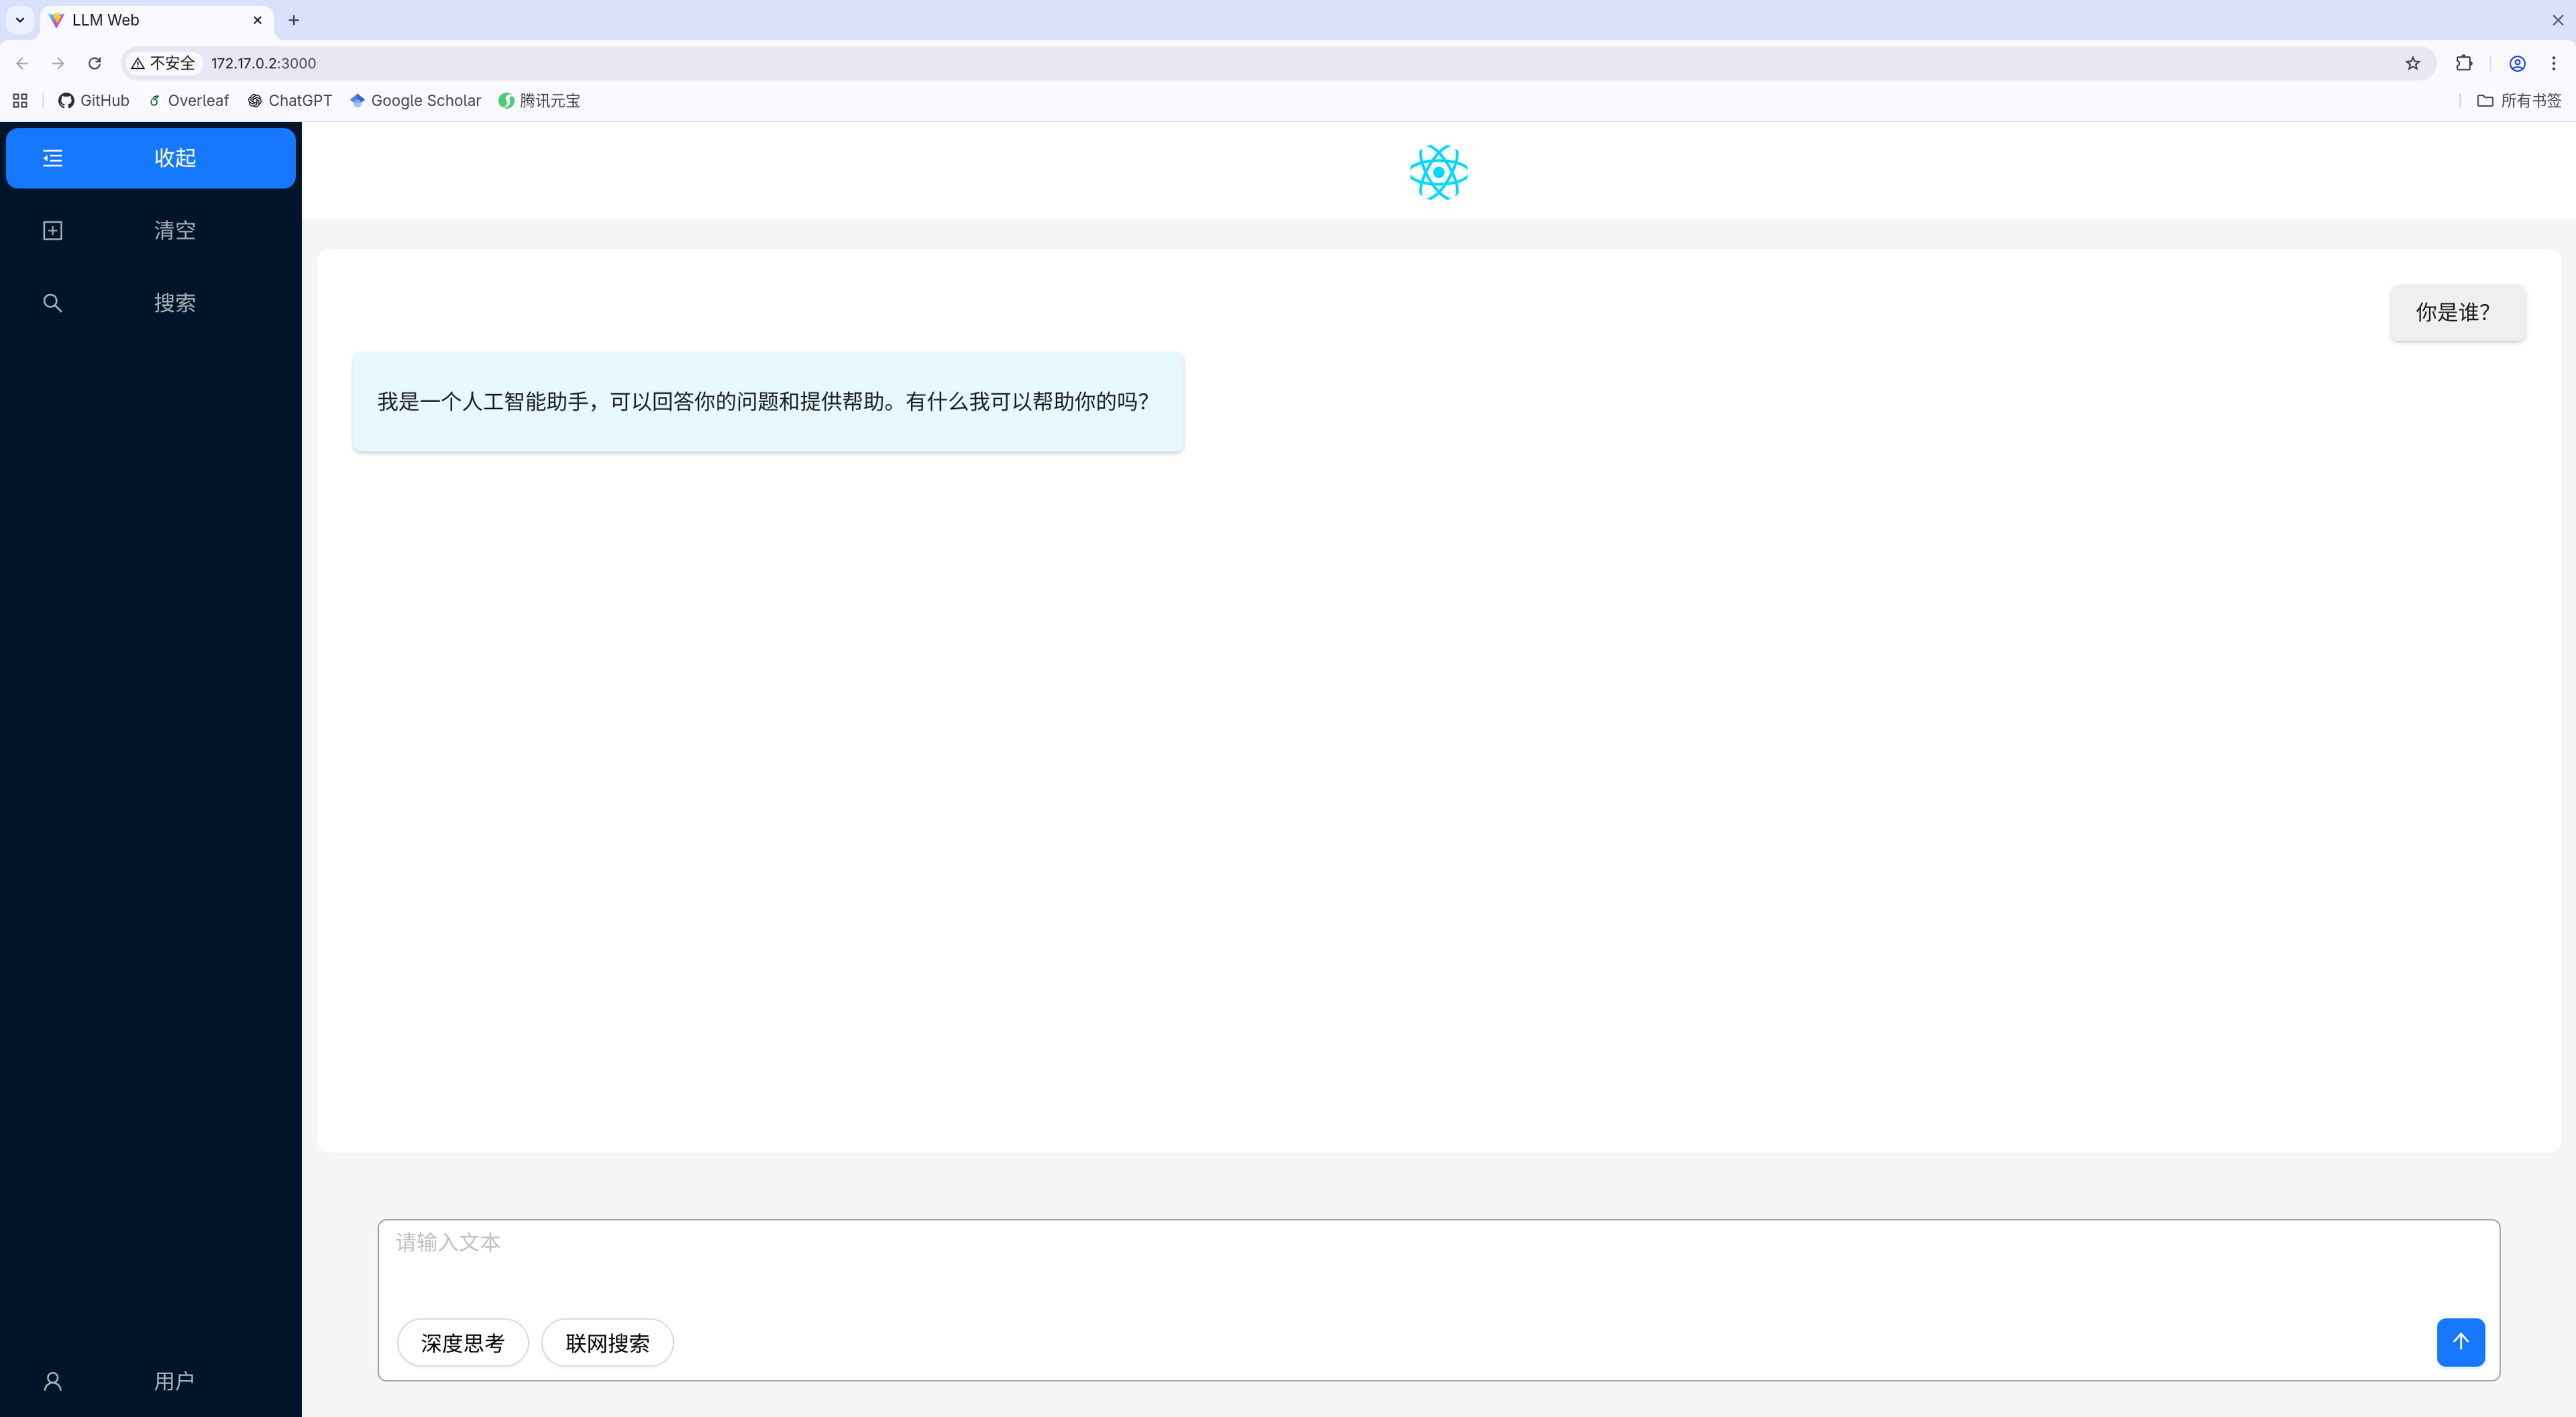 LLM Web
不安全 172.17.0.2:3000
GitHub Overleaf ChatGPT Google Scholar 腾讯元宝 所有书签
收起
清空
搜索
你是谁？
我是一个人工智能助手，可以回答你的问题和提供帮助。有什么我可以帮助你的吗？
请输入文本
深度思考 联网搜索
用户